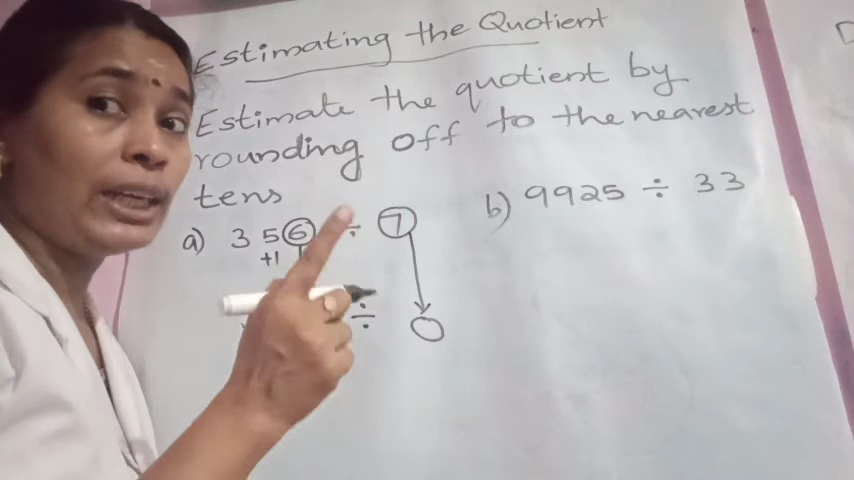 Estimating the Quotient
Estimate the quotient by
rounding off to the nearest
tens
a) 356 ÷ 7
b) 9925 ÷ 33
+1
÷ 0